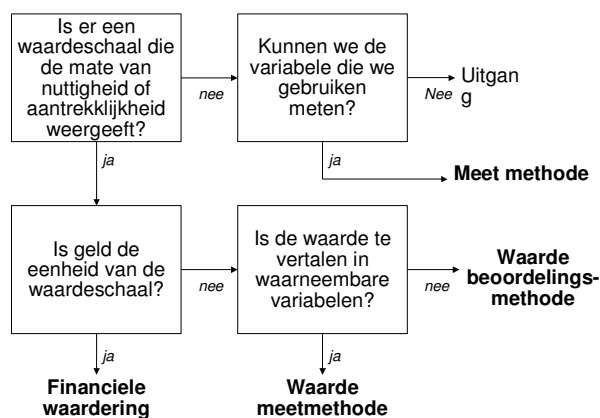 Is er een
waardeschaal die
de mate van
nuttigheid of
aantrekklijkheid
weergeeft?
nee
Kunnen we de
variabele die we
gebruiken
meten?
Nee
Uitgan
g
ja
ja
Meet methode
Is geld de
eenheid van de
waardeschaal?
nee
Is de waarde te
vertalen in
waarneembare
variabelen?
nee
Waarde
beoordelings-
methode
ja
ja
Financiele
waardering
Waarde
meetmethode